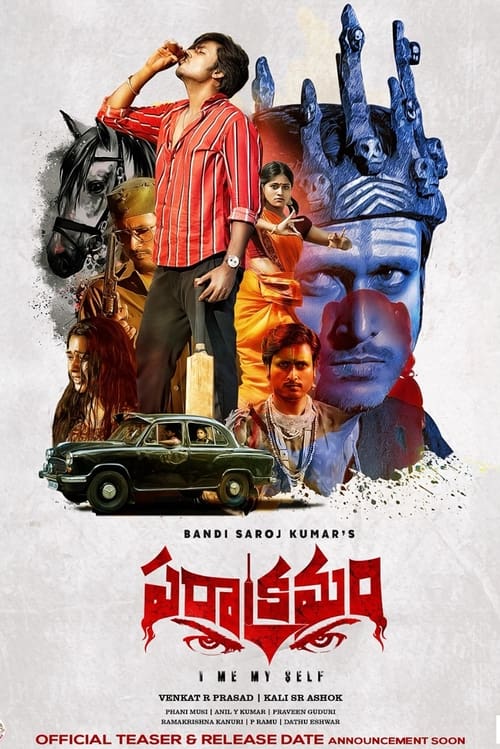 BANDI SAROJ KUMAR'S
పరాక్రమం
I ME MY $ELF
VENKAT R PRASAD | KALI SR ASHOK
PHANI MUSI | ANIL Y KUMAR | PRAVEEN GUDURI
RAMAKRISHNA KANURI | P RAMU | DATHU ESHWAR
OFFICIAL TEASER & RELEASE DATE ANNOUNCEMENT SOON